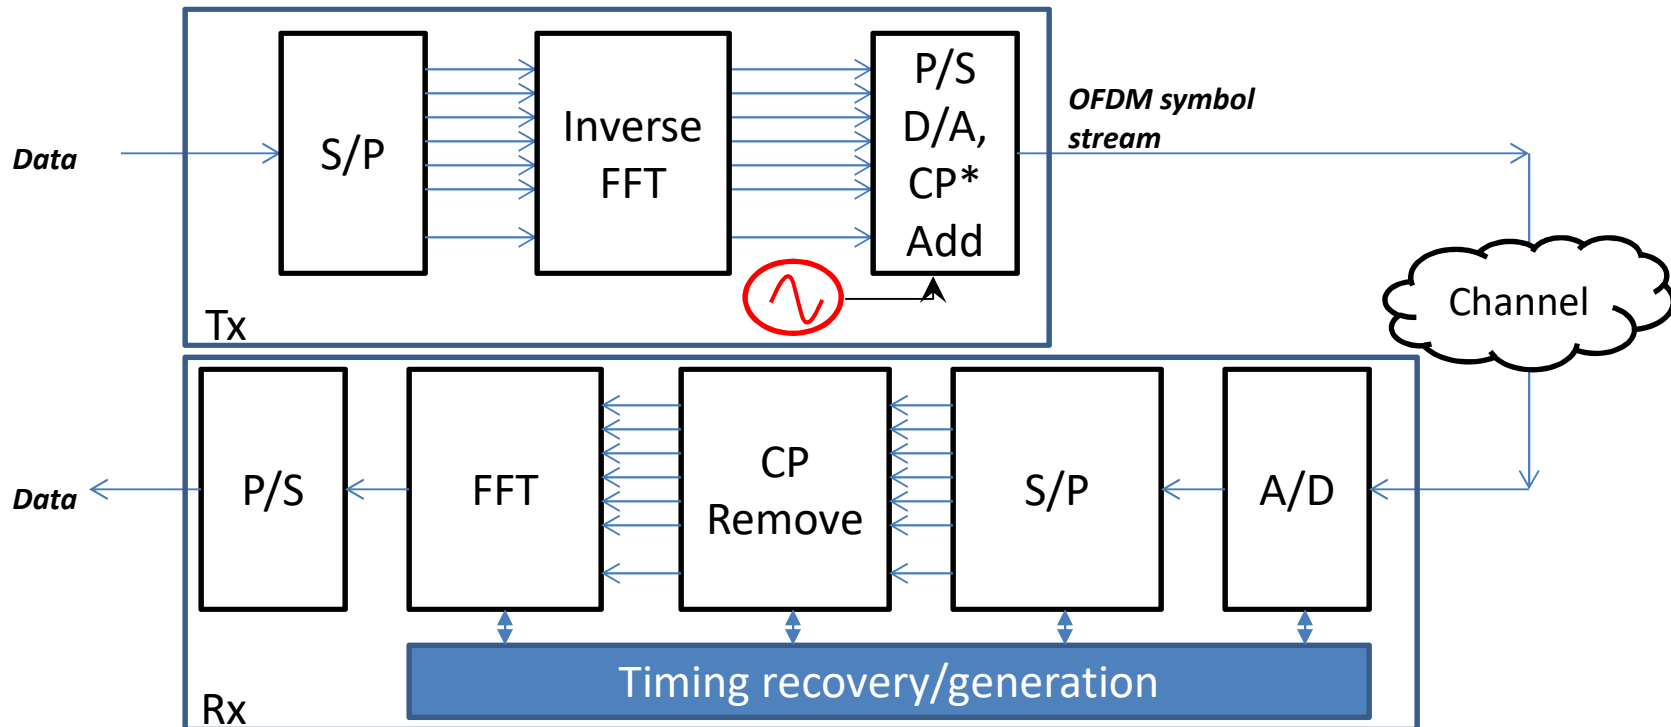 Data
S/P
Inverse
FFT
P/S
D/A,
CP*
Add
OFDM symbol
stream
Tx
Channel
Data
P/S
FFT
CP
Remove
S/P
A/D
Timing recovery/generation
Rx